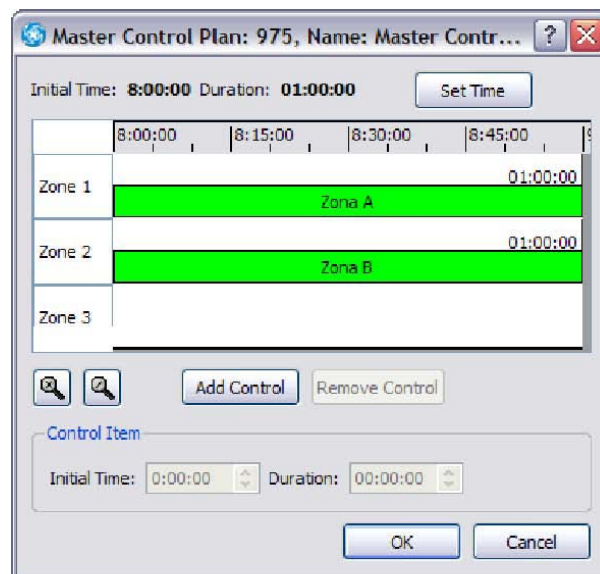 Master Control Plan: 975, Name: Master Contr... ?
Initial Time: 8:00:00 Duration: 01:00:00 Set Time
8:00:00 8:15:00 8:30:00 8:45:00
Zone 1 01:00:00
Zona A
Zone 2 01:00:00
Zona B
Zone 3
Add Control Remove Control
Control Item
Initial Time: 0:00:00 Duration: 00:00:00
OK Cancel